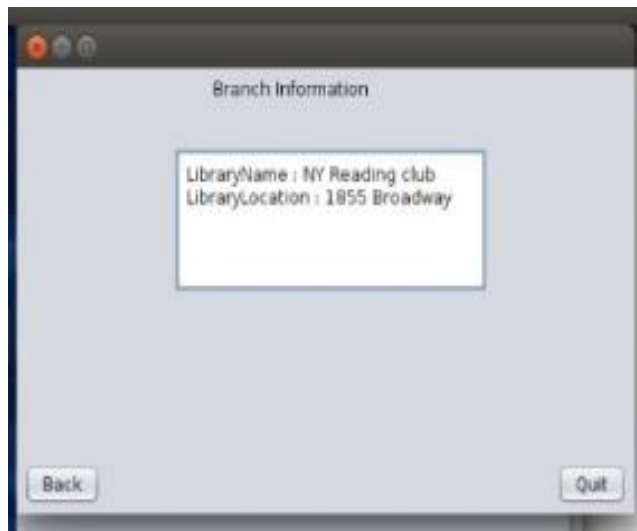 Branch Information
LibraryName : NY Reading club
LibraryLocation : 1855 Broadway
Back
Quit